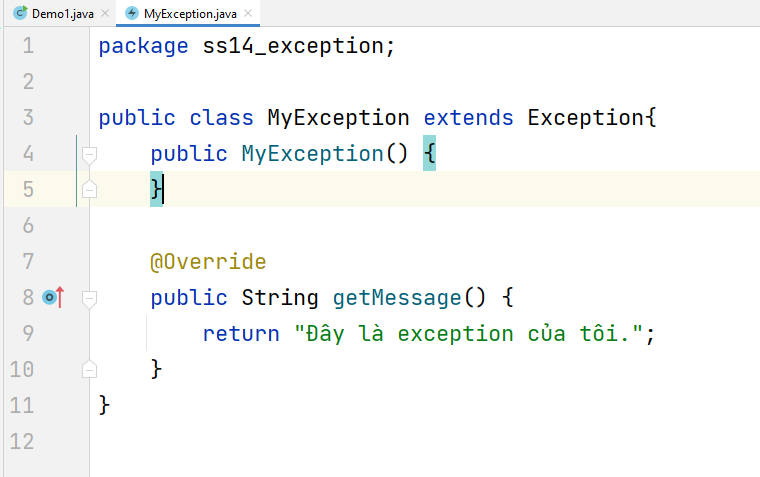 Demo1.java MyException.java
1 package ss14_exception;
2
3 public class MyException extends Exception{
4     public MyException() {
5     }
6
7     @Override
8     public String getMessage() {
9         return "Đây là exception của tôi.";
10     }
11 }
12